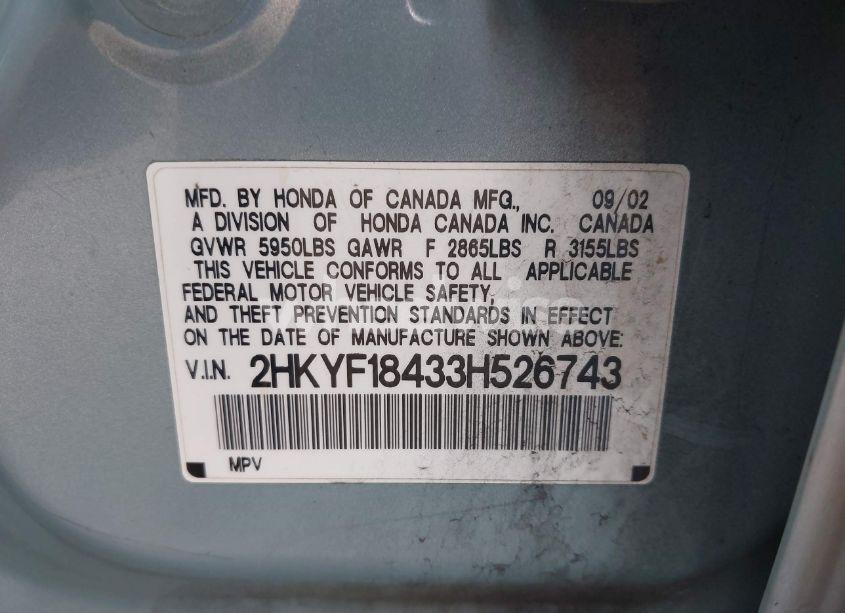 MFD. BY HONDA OF CANADA MFG., 09/02
A DIVISION OF HONDA CANADA INC. CANADA
GVWR 5950LBS GAWR F 2865LBS R 3155LBS
THIS VEHICLE CONFORMS TO ALL APPLICABLE
FEDERAL MOTOR VEHICLE SAFETY,
AND THEFT PREVENTION STANDARDS IN EFFECT
ON THE DATE OF MANUFACTURE SHOWN ABOVE:
V.I.N. 2HKYF18433H526743
MPV